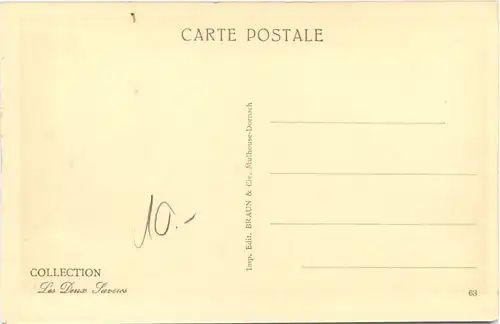 CARTE POSTALE
Imp. Edit. BRAUN & Cie, Mulhouse-Dornach
10.-
COLLECTION
Les Deux Savoies
63